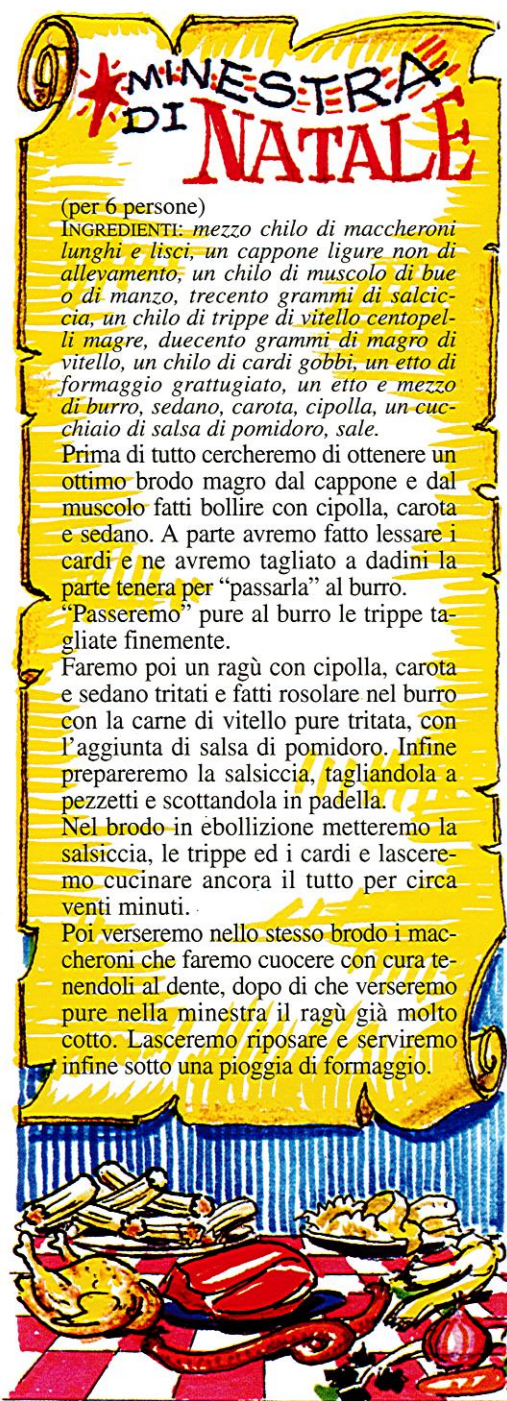 MINESTRA
DI NATALE
(per 6 persone)
INGREDIENTI: mezzo chilo di maccheroni
lunghi e lisci, un cappone ligure non di
allevamento, un chilo di muscolo di bue
o di manzo, trecento grammi di salcic-
cia, un chilo di trippe di vitello centopel-
li magre, duecento grammi di magro di
vitello, un chilo di cardi gobbi, un etto di
formaggio grattugiato, un etto e mezzo
di burro, sedano, carota, cipolla, un cuc-
chiaio di salsa di pomidoro, sale.
Prima di tutto cercheremo di ottenere un
ottimo brodo magro dal cappone e dal
muscolo fatti bollire con cipolla, carota
e sedano. A parte avremo fatto lessare i
cardi e ne avremo tagliato a dadini la
parte tenera per “passarla” al burro.
“Passeremo” pure al burro le trippe ta-
gliate finemente.
Faremo poi un ragù con cipolla, carota
e sedano tritati e fatti rosolare nel burro
con la carne di vitello pure tritata, con
l’aggiunta di salsa di pomidoro. Infine
prepareremo la salsiccia, tagliandola a
pezzetti e scottandola in padella.
Nel brodo in ebollizione metteremo la
salsiccia, le trippe ed i cardi e lascere-
mo cucinare ancora il tutto per circa
venti minuti.
Poi verseremo nello stesso brodo i mac-
cheroni che faremo cuocere con cura te-
nendoli al dente, dopo di che verseremo
pure nella minestra il ragù già molto
cotto. Lasceremo riposare e serviremo
infine sotto una pioggia di formaggio.